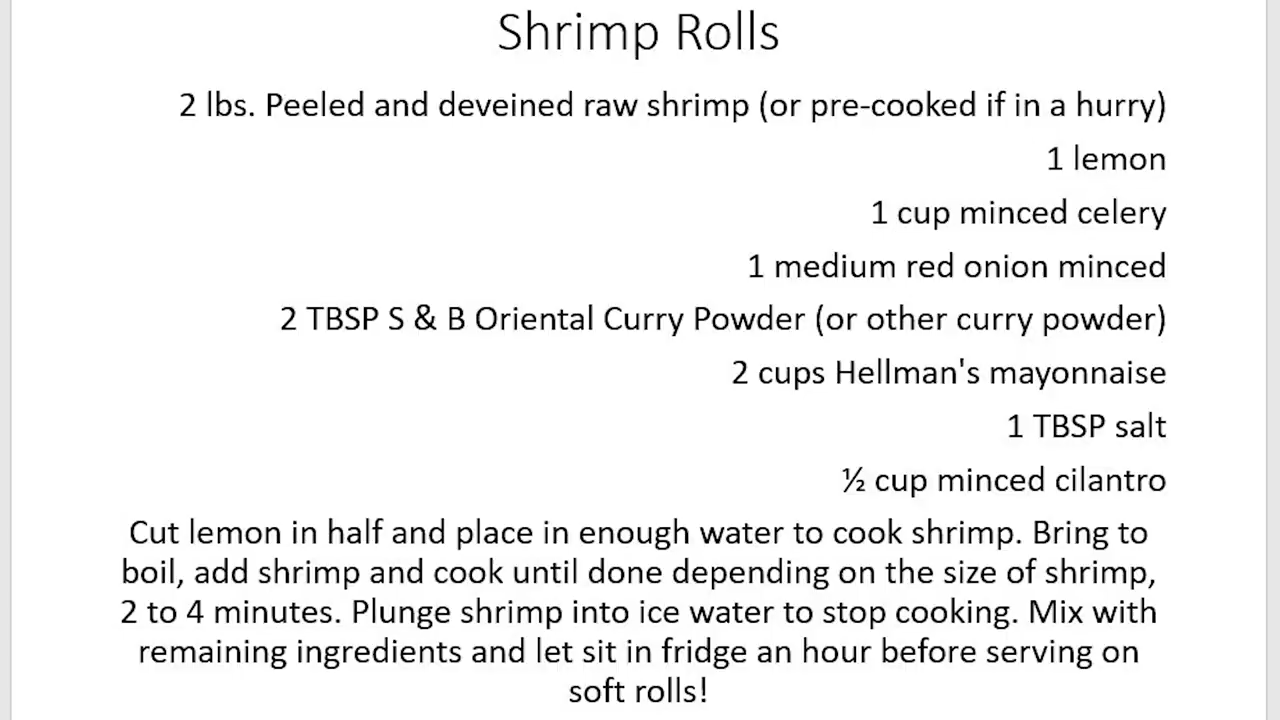 Shrimp Rolls
2 lbs. Peeled and deveined raw shrimp (or pre-cooked if in a hurry)
1 lemon
1 cup minced celery
1 medium red onion minced
2 TBSP S & B Oriental Curry Powder (or other curry powder)
2 cups Hellman's mayonnaise
1 TBSP salt
½ cup minced cilantro
Cut lemon in half and place in enough water to cook shrimp. Bring to
boil, add shrimp and cook until done depending on the size of shrimp,
2 to 4 minutes. Plunge shrimp into ice water to stop cooking. Mix with
remaining ingredients and let sit in fridge an hour before serving on
soft rolls!